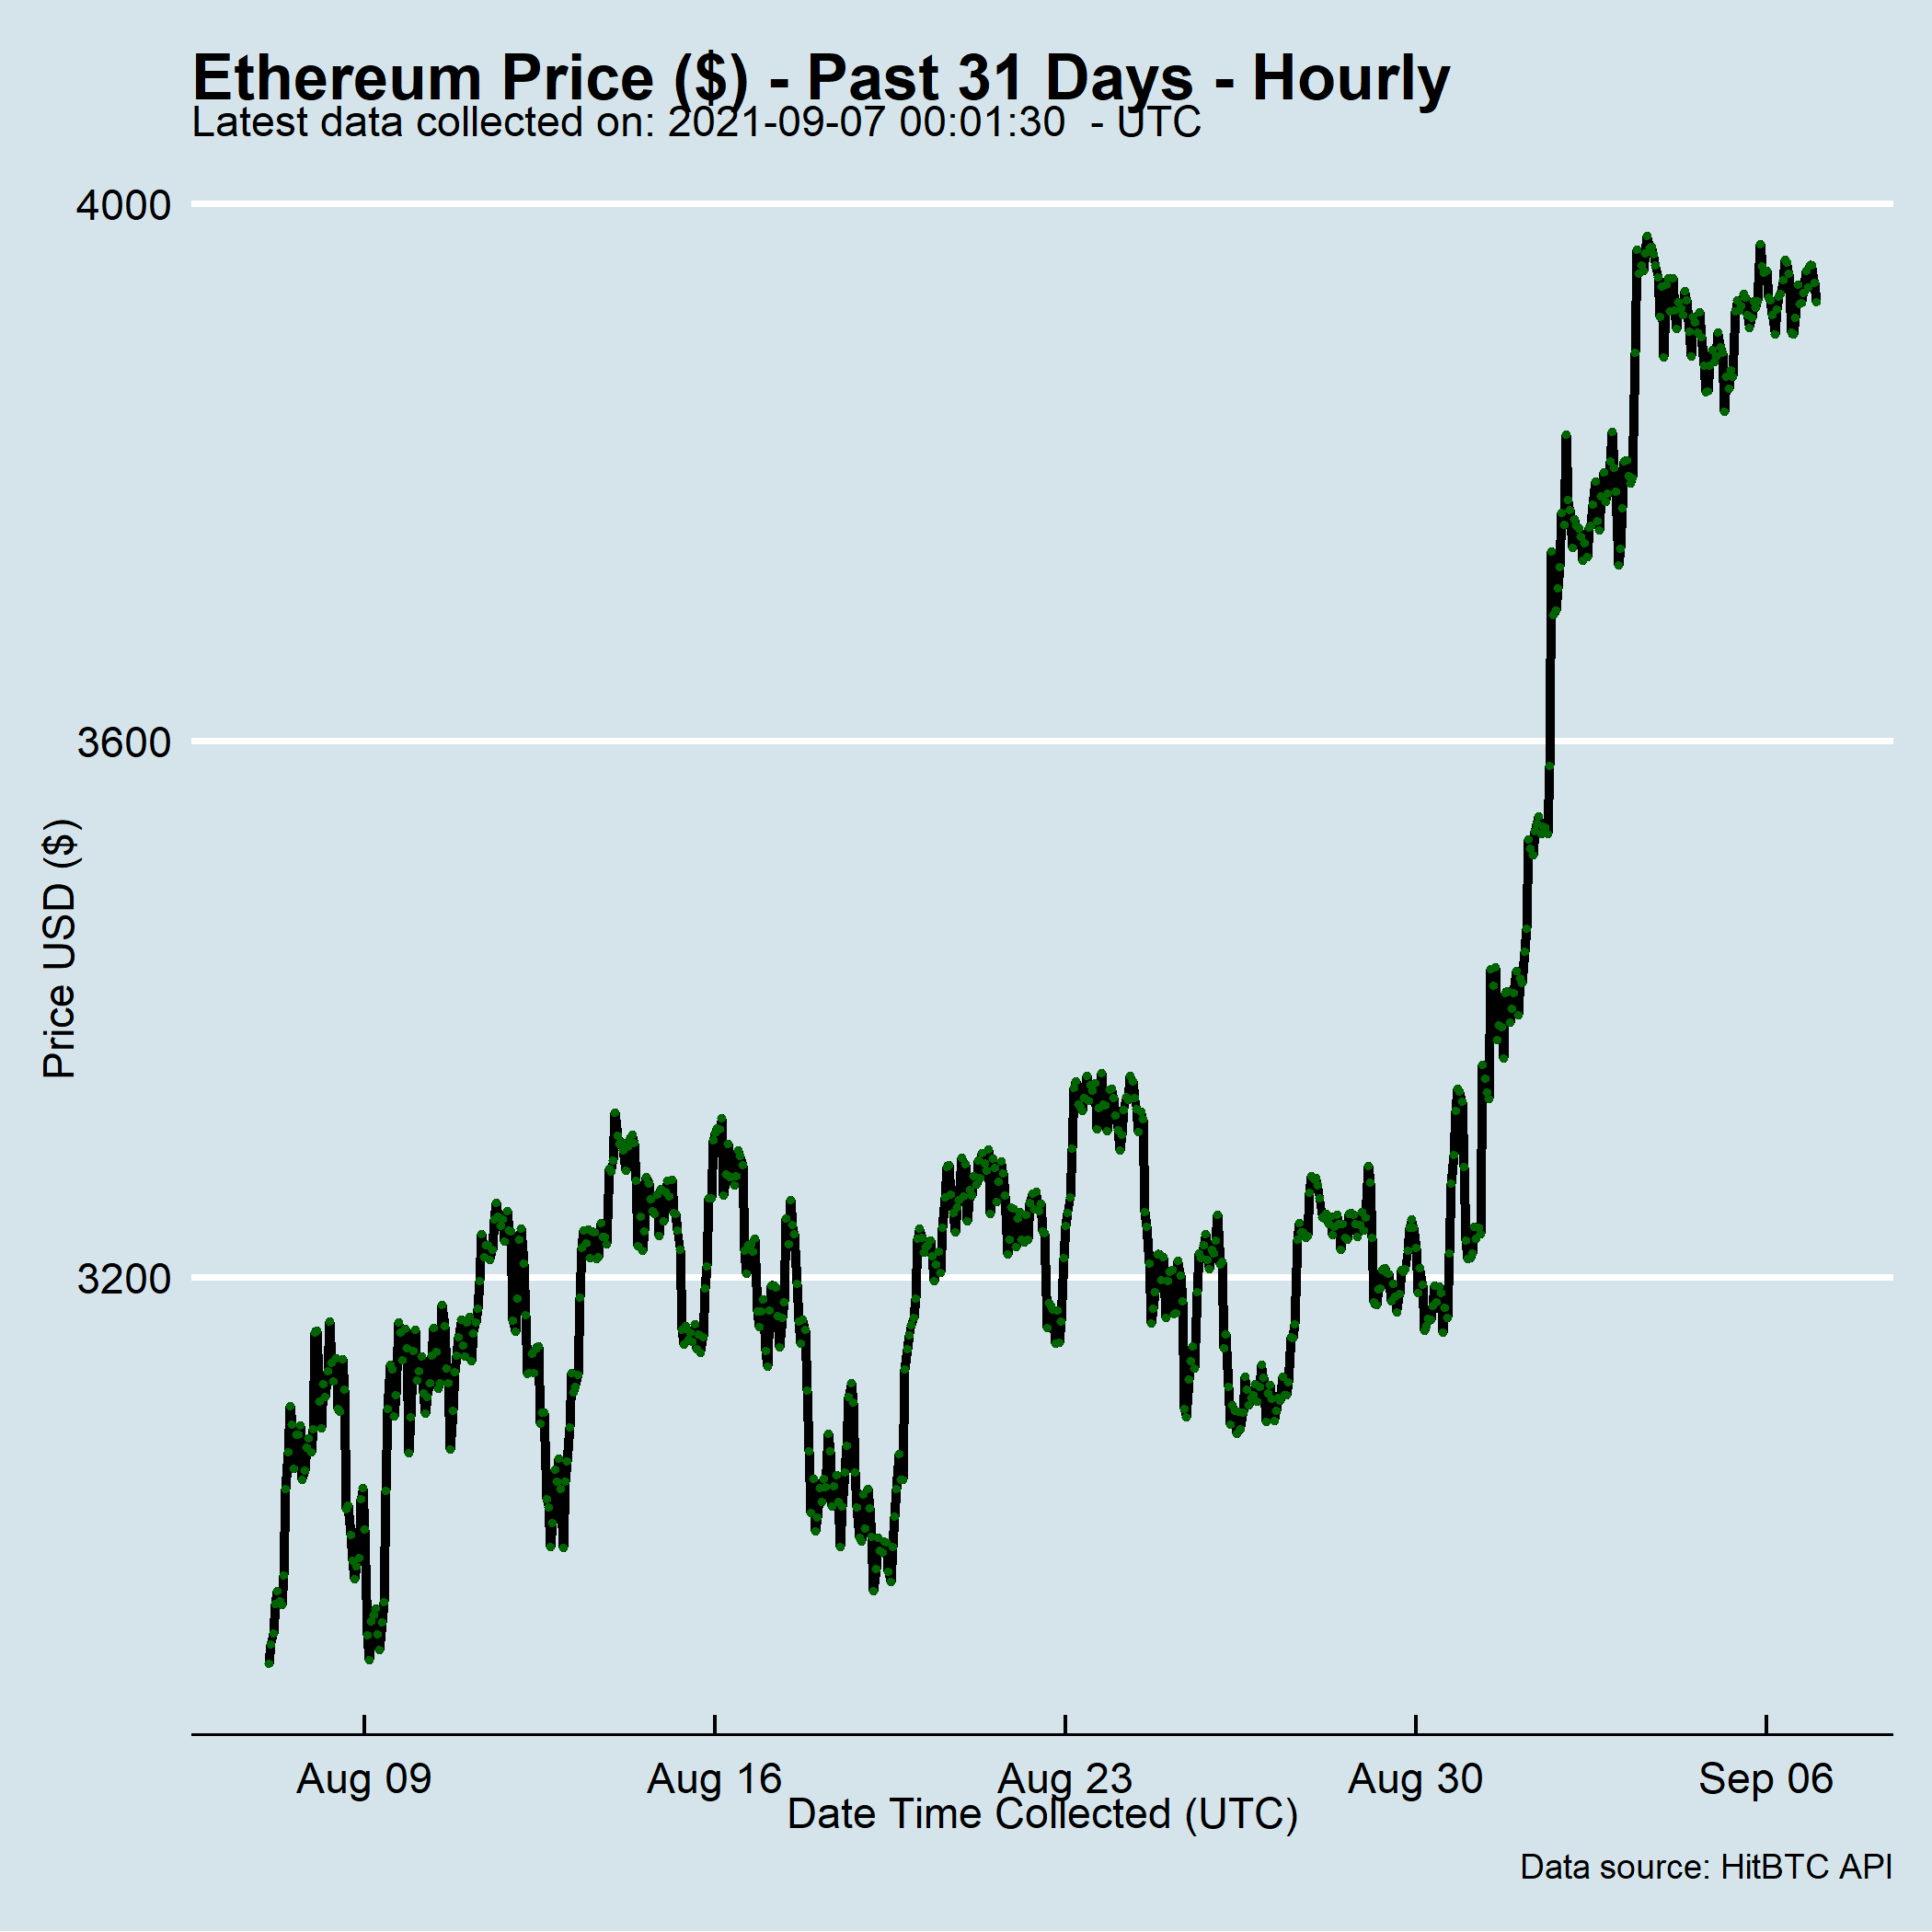 Ethereum Price ($) - Past 31 Days - Hourly
Latest data collected on: 2021-09-07 00:01:30  - UTC
4000
3600
3200
Price USD ($)
Aug 09
Aug 16
Aug 23
Aug 30
Sep 06
Date Time Collected (UTC)
Data source: HitBTC API